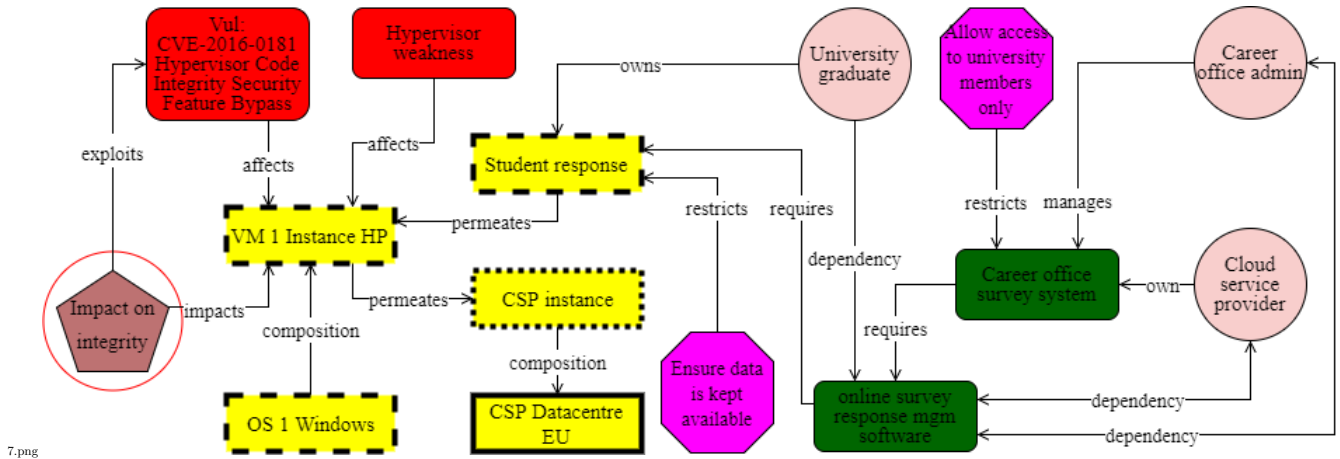 Vul:
CVE-2016-0181
Hypervisor Code
Integrity Security
Feature Bypass
Hypervisor
weakness
owns
University
graduate
Allow access
to university
members
only
Career
office admin
exploits
affects
affects
Student response
permeates
restricts
requires
restricts
manages
VM 1 Instance HP
dependency
Career office
survey system
own
Cloud
service
provider
Impact on
integrity
impacts
composition
permeates
CSP instance
requires
composition
Ensure data
is kept
available
OS 1 Windows
CSP Datacentre
EU
online survey
response mgm
software
dependency
dependency
7.png